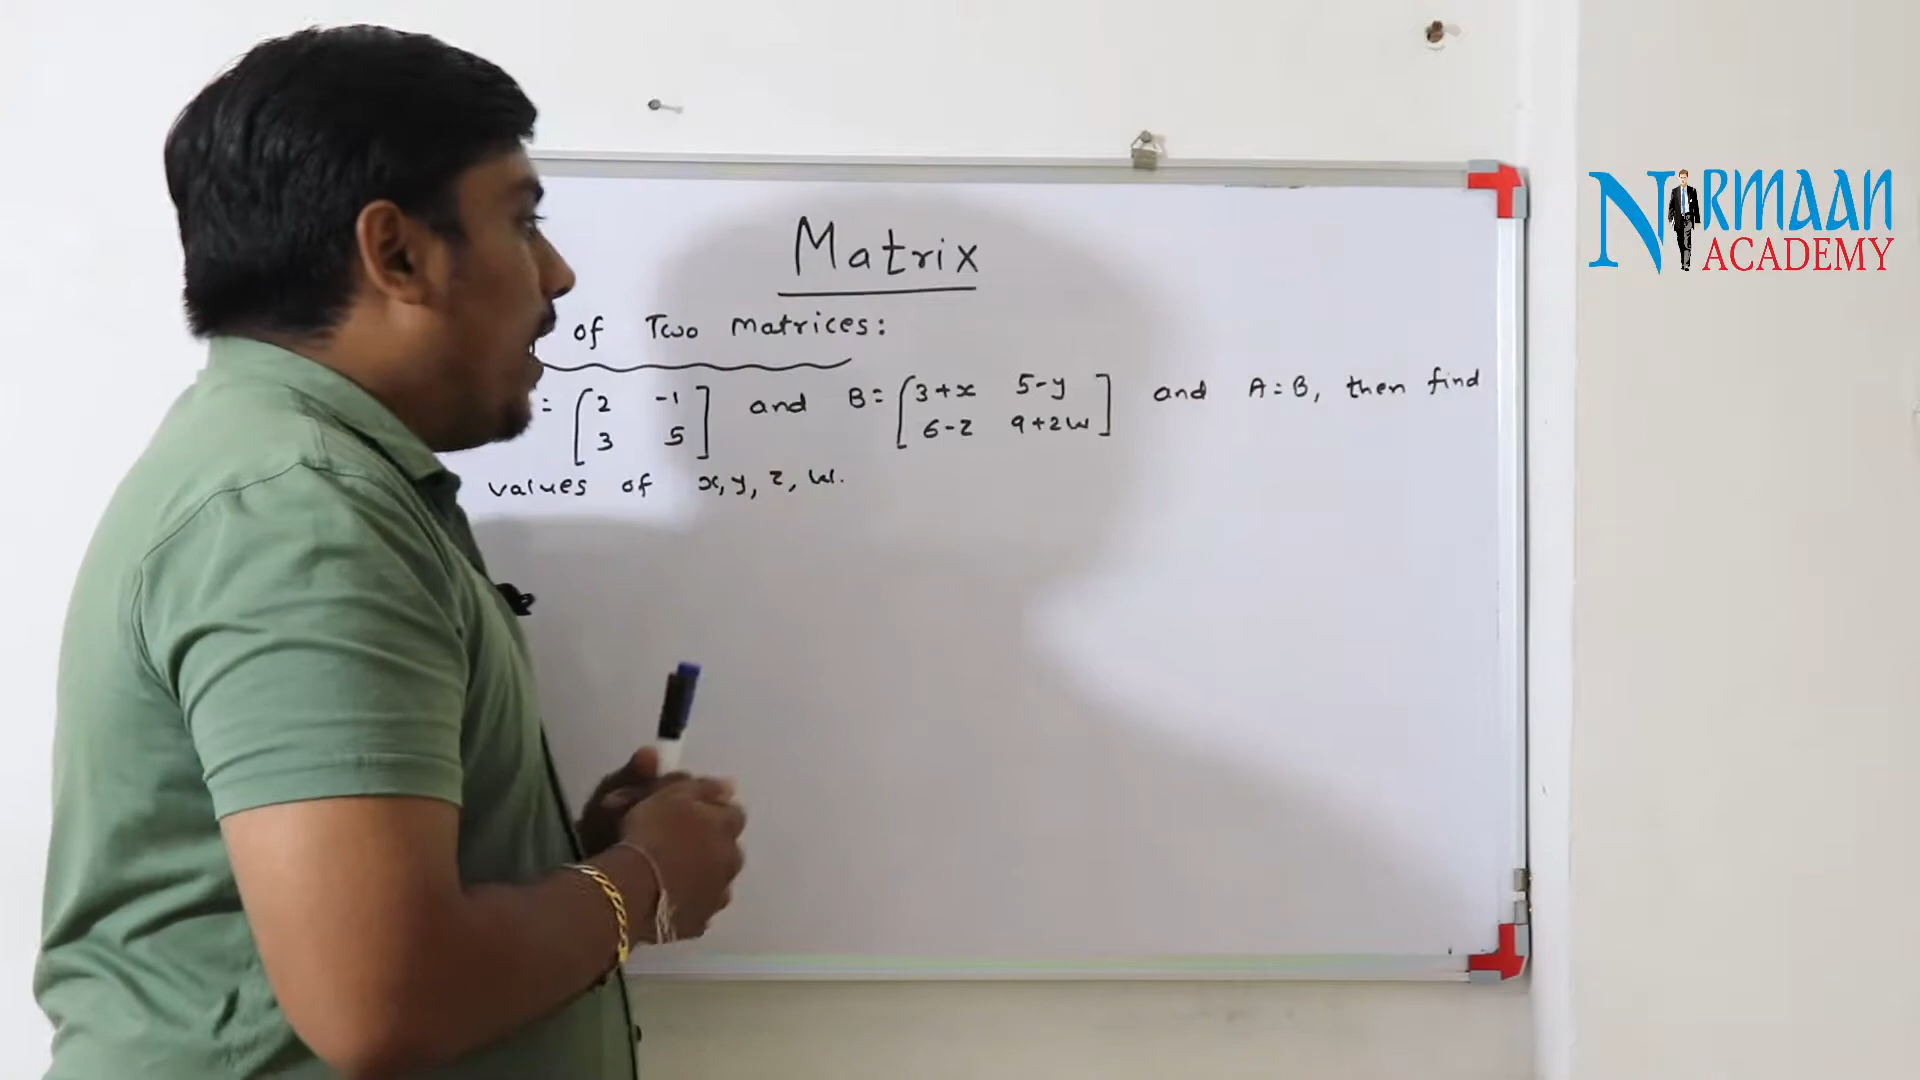 Matrix
of Two Matrices:
= [2 -1 and B = [3+x 5-y] and A=B, then find
3 5] 6-z 9+2w]
values of x, y, z, w.
NIRMAAN
ACADEMY